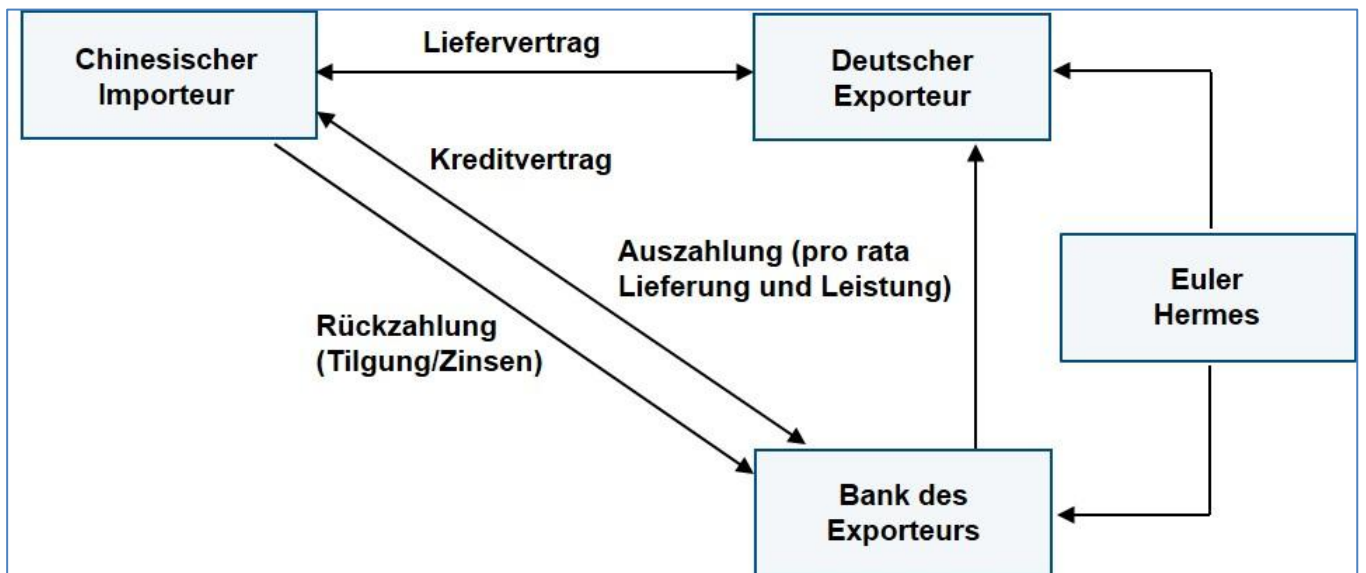 Chinesischer
Importeur
Liefervertrag
Deutscher
Exporteur
Kreditvertrag
Auszahlung (pro rata
Lieferung und Leistung)
Euler
Hermes
Rückzahlung
(Tilgung/Zinsen)
Bank des
Exporteurs